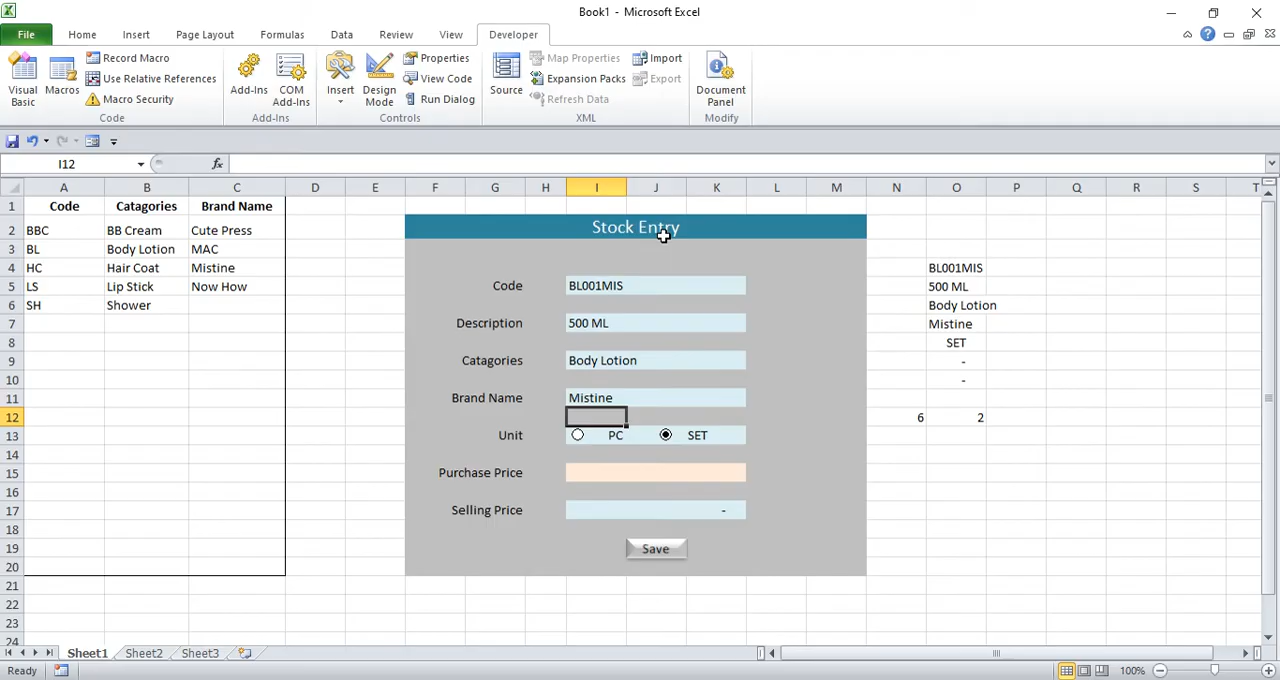 Book1 - Microsoft Excel
File Home Insert Page Layout Formulas Data Review View Developer
Visual Basic
Macros
Record Macro
Use Relative References
Macro Security
Code
Add-Ins
COM Add-Ins
Add-Ins
Insert
Design Mode
Properties
View Code
Run Dialog
Controls
Source
Map Properties
Expansion Packs
Refresh Data
Import
Export
XML
Document Panel
Modify
I12 fx
A B C D E F G H I J K L M N O P Q R S T
1 Code Catagories Brand Name
2 BBC BB Cream Cute Press Stock Entry
3 BL Body Lotion MAC
4 HC Hair Coat Mistine BL001MIS
5 LS Lip Stick Now How Code BL001MIS 500 ML
6 SH Shower Body Lotion
7 Description 500 ML Mistine
8 SET
9 Catagories Body Lotion -
10 -
11 Brand Name Mistine
12 6 2
13 Unit PC SET
14
15 Purchase Price
16
17 Selling Price -
18
19 Save
20
21
22
23
24
Sheet1 Sheet2 Sheet3
Ready 100%